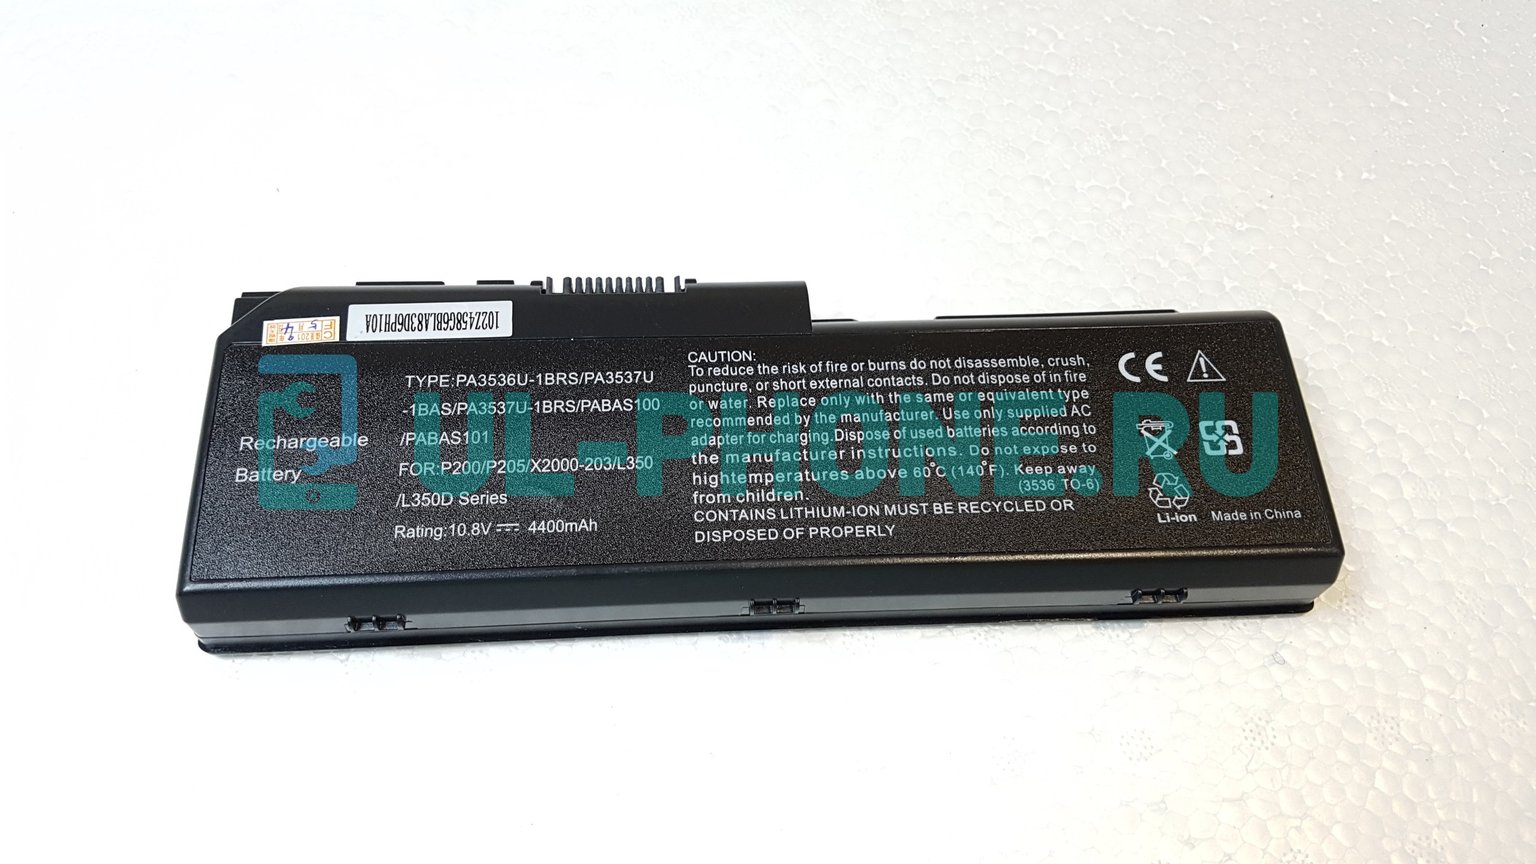 102Z458G6BLA83D6PH10A
Rechargeable
Battery
TYPE:PA3536U-1BRS/PA3537U
-1BAS/PA3537U-1BRS/PABAS100
/PABAS101
FOR:P200/P205/X2000-203/L350
/L350D Series
Rating:10.8V 4400mAh
CAUTION:
To reduce the risk of fire or burns do not disassemble, crush,
puncture, or short external contacts. Do not dispose of in fire
or water. Replace only with the same or equivalent type
recommended by the manufacturer. Use only supplied AC
adapter for charging.Dispose of used batteries according to
the manufacturer instructions. Do not expose to
hightemperatures above 60°C (140°F). Keep away
from children. (3536 TO-6)
CONTAINS LITHIUM-ION MUST BE RECYCLED OR
DISPOSED OF PROPERLY
CE
Li-ion Made in China
UL-PHONE.RU